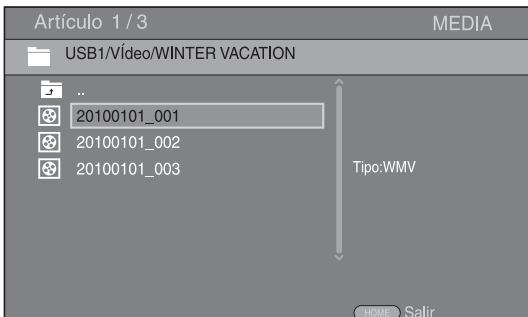 Artículo 1/3 MEDIA
USB1/Vídeo/WINTER VACATION
..
20100101_001
20100101_002
20100101_003
Tipo:WMV
HOME Salir